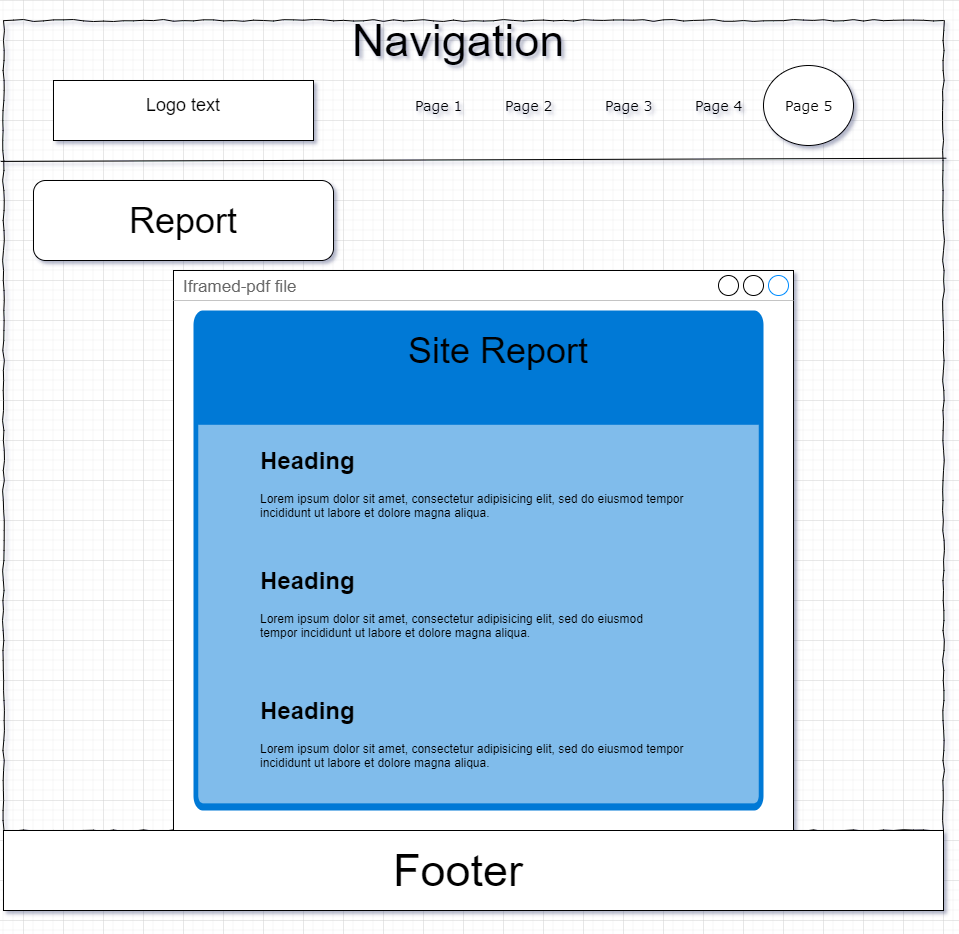 Navigation
Logo text
Page 1
Page 2
Page 3
Page 4
Page 5
Report
Iframed-pdf file
Site Report
Heading
Lorem ipsum dolor sit amet, consectetur adipisicing elit, sed do eiusmod tempor
incididunt ut labore et dolore magna aliqua.
Heading
Lorem ipsum dolor sit amet, consectetur adipisicing elit, sed do eiusmod
tempor incididunt ut labore et dolore magna aliqua.
Heading
Lorem ipsum dolor sit amet, consectetur adipisicing elit, sed do eiusmod tempor
incididunt ut labore et dolore magna aliqua.
Footer